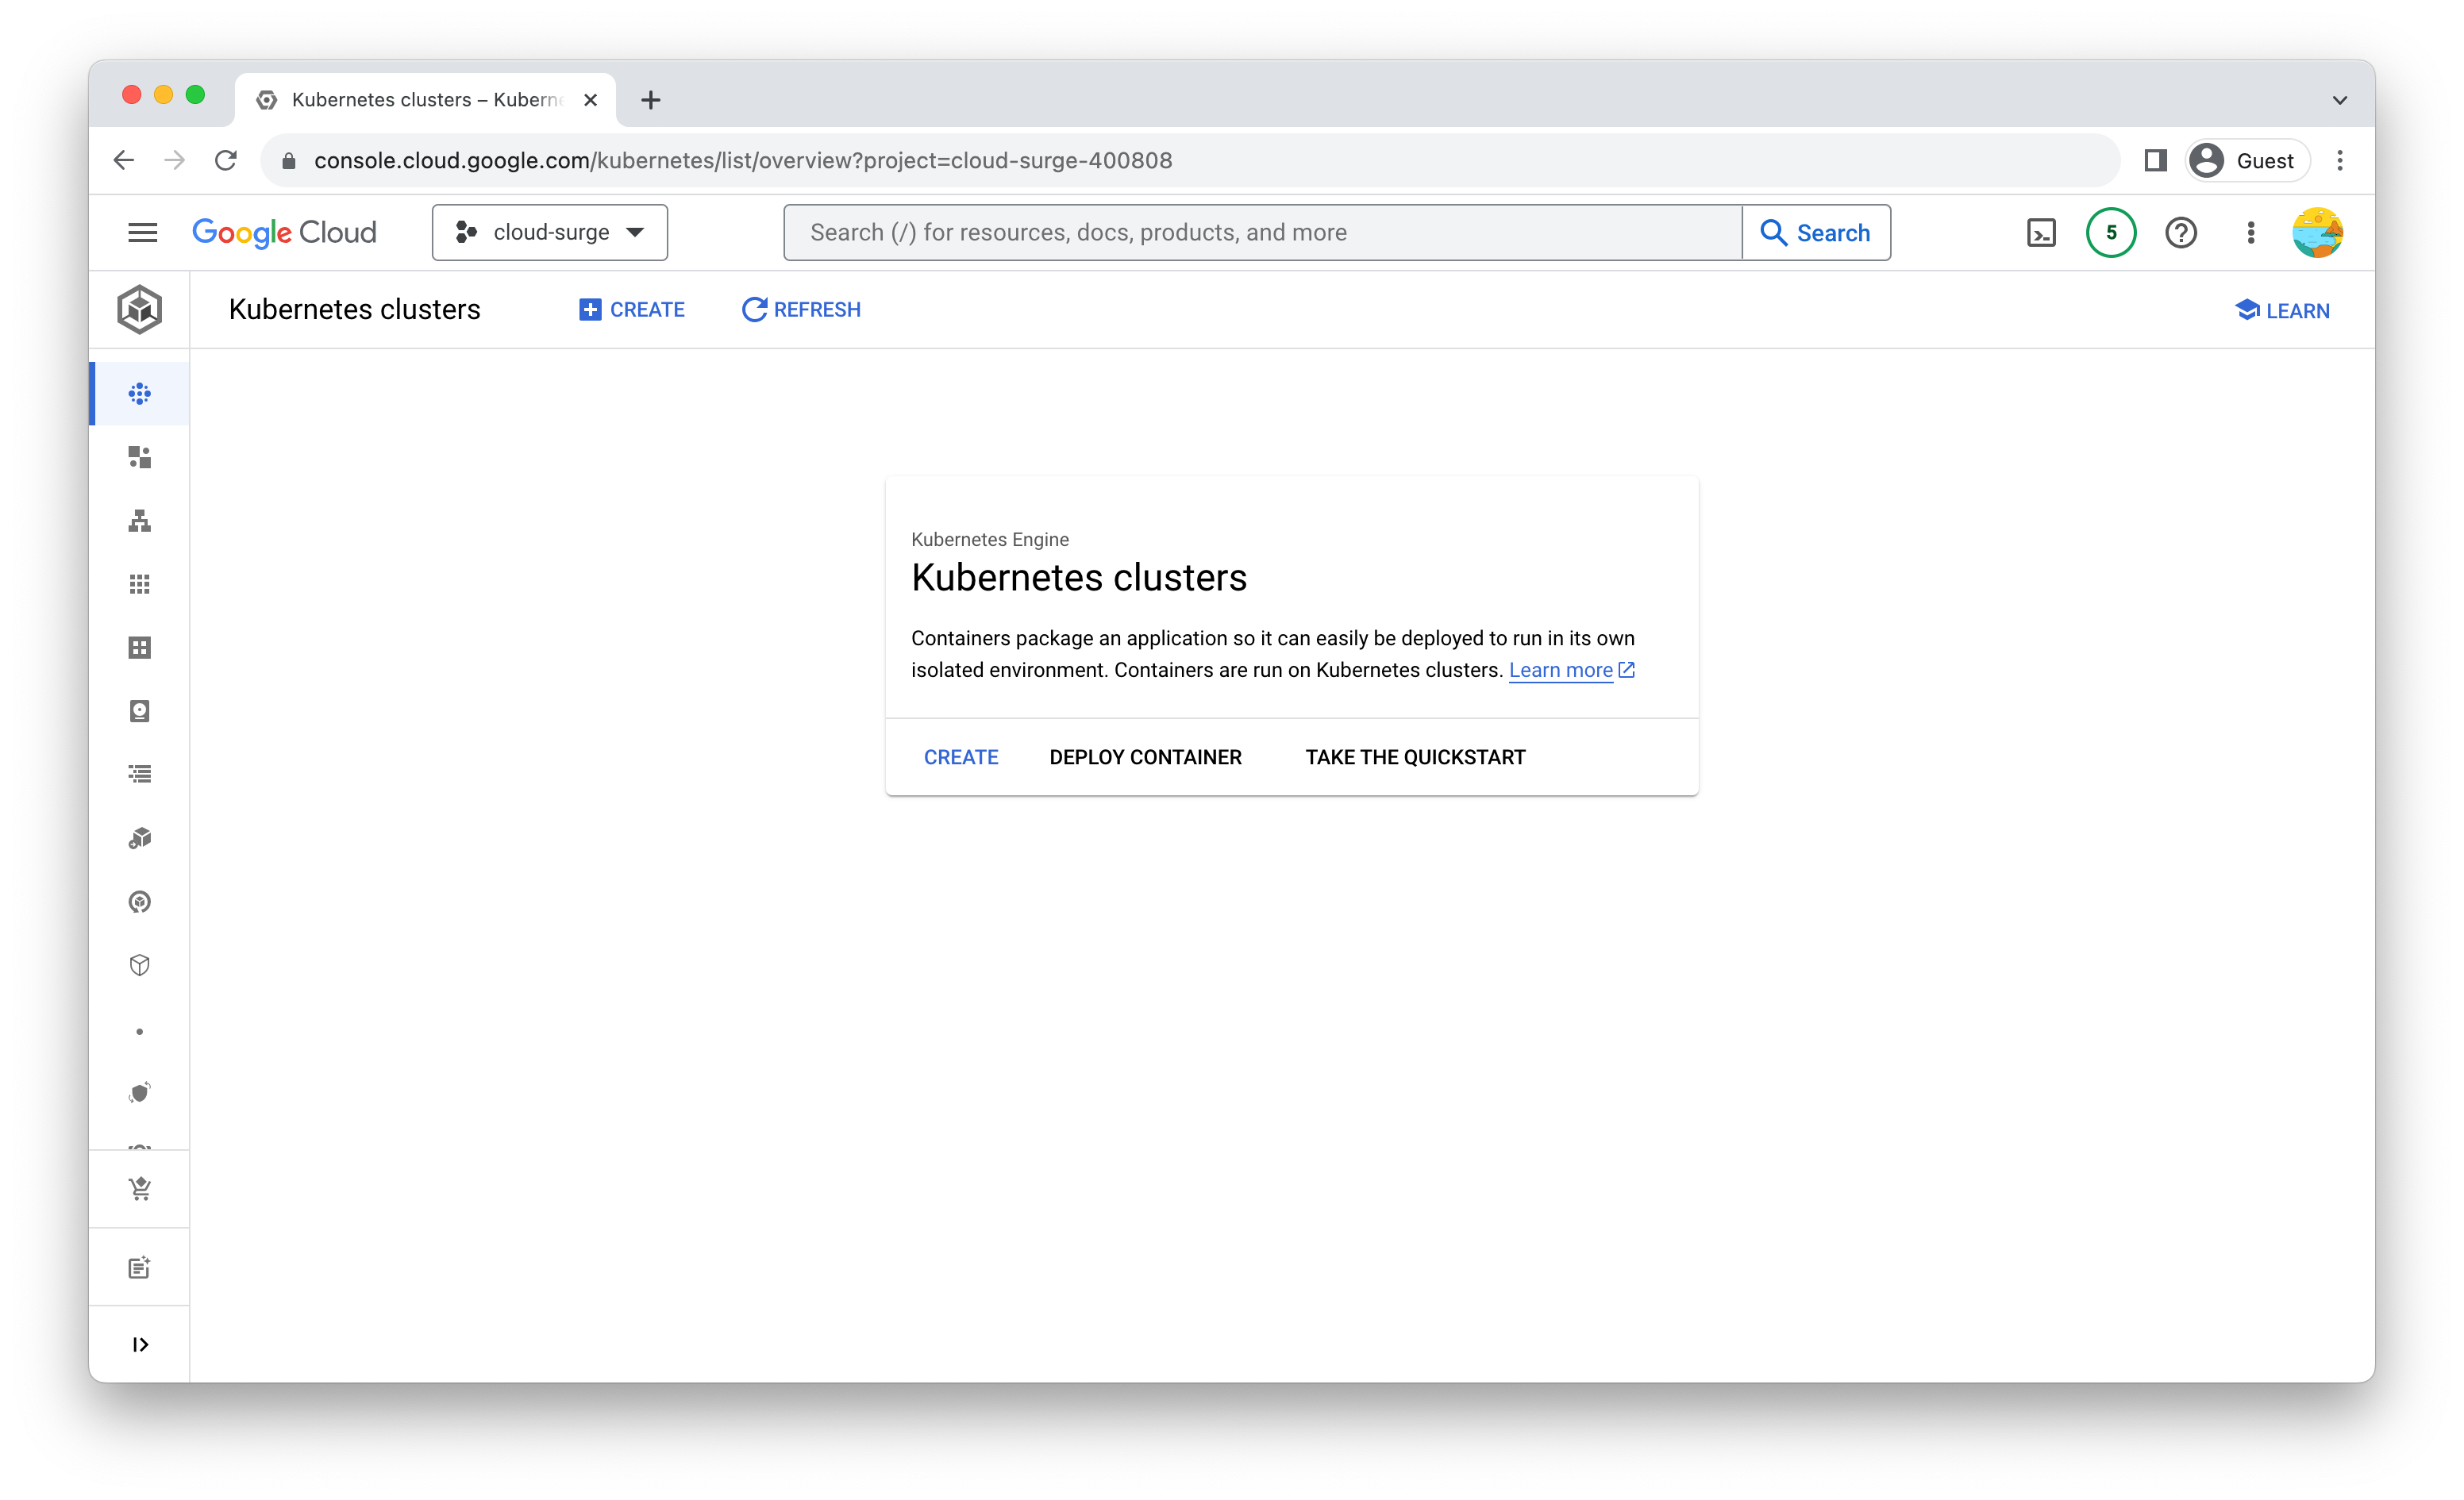 Kubernetes clusters – Kuberne
console.cloud.google.com/kubernetes/list/overview?project=cloud-surge-400808
Guest
Google Cloud
cloud-surge
Search (/) for resources, docs, products, and more
Search
5
Kubernetes clusters
CREATE
REFRESH
LEARN
Kubernetes Engine
Kubernetes clusters
Containers package an application so it can easily be deployed to run in its own
isolated environment. Containers are run on Kubernetes clusters. Learn more
CREATE
DEPLOY CONTAINER
TAKE THE QUICKSTART